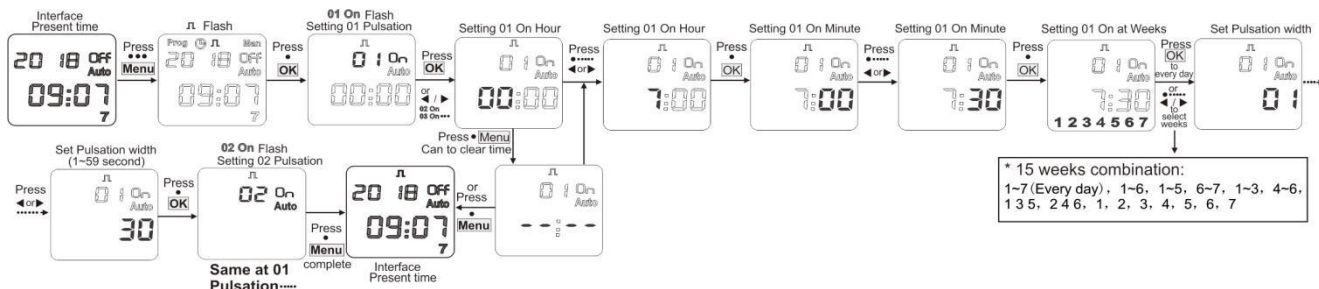 Interface
Present time
20 18 Off
Auto
09:07
7
Press
•••
Menu
Flash
Prog Man
20 18 Off
Auto
09:07
7
Press
•
OK
01 On Flash
Setting 01 Pulsation
01 On
Auto
00:00
Press
OK
or
◀/▶
02 On
03 On•••
Setting 01 On Hour
01 On
Auto
00:00
Press • Menu
Can to clear time
Press
•·····
◀or▶
Setting 01 On Hour
01 On
Auto
7:00
Press
•
OK
Setting 01 On Minute
01 On
Auto
7:00
Press
•·····
◀or▶
Setting 01 On Minute
01 On
Auto
7:30
Press
•
OK
Setting 01 On at Weeks
01 On
Auto
7:30
1 2 3 4 5 6 7
Press
OK
to
every day
or
•·····
◀/▶
to
select
weeks
Set Pulsation width
01 On
Auto
01
* 15 weeks combination:
1~7(Every day), 1~6, 1~5, 6~7, 1~3, 4~6,
1 3 5, 2 4 6, 1, 2, 3, 4, 5, 6, 7
Press
◀or▶
······
Set Pulsation width
(1~59 second)
01 On
Auto
30
Press
•
OK
02 On Flash
Setting 02 Pulsation
02 On
Auto
Same at 01
Pulsation·····
Press
•
Menu
complete
20 18 Off
Auto
09:07
7
Interface
Present time
or
Press
•
Menu
01 On
Auto
--:--